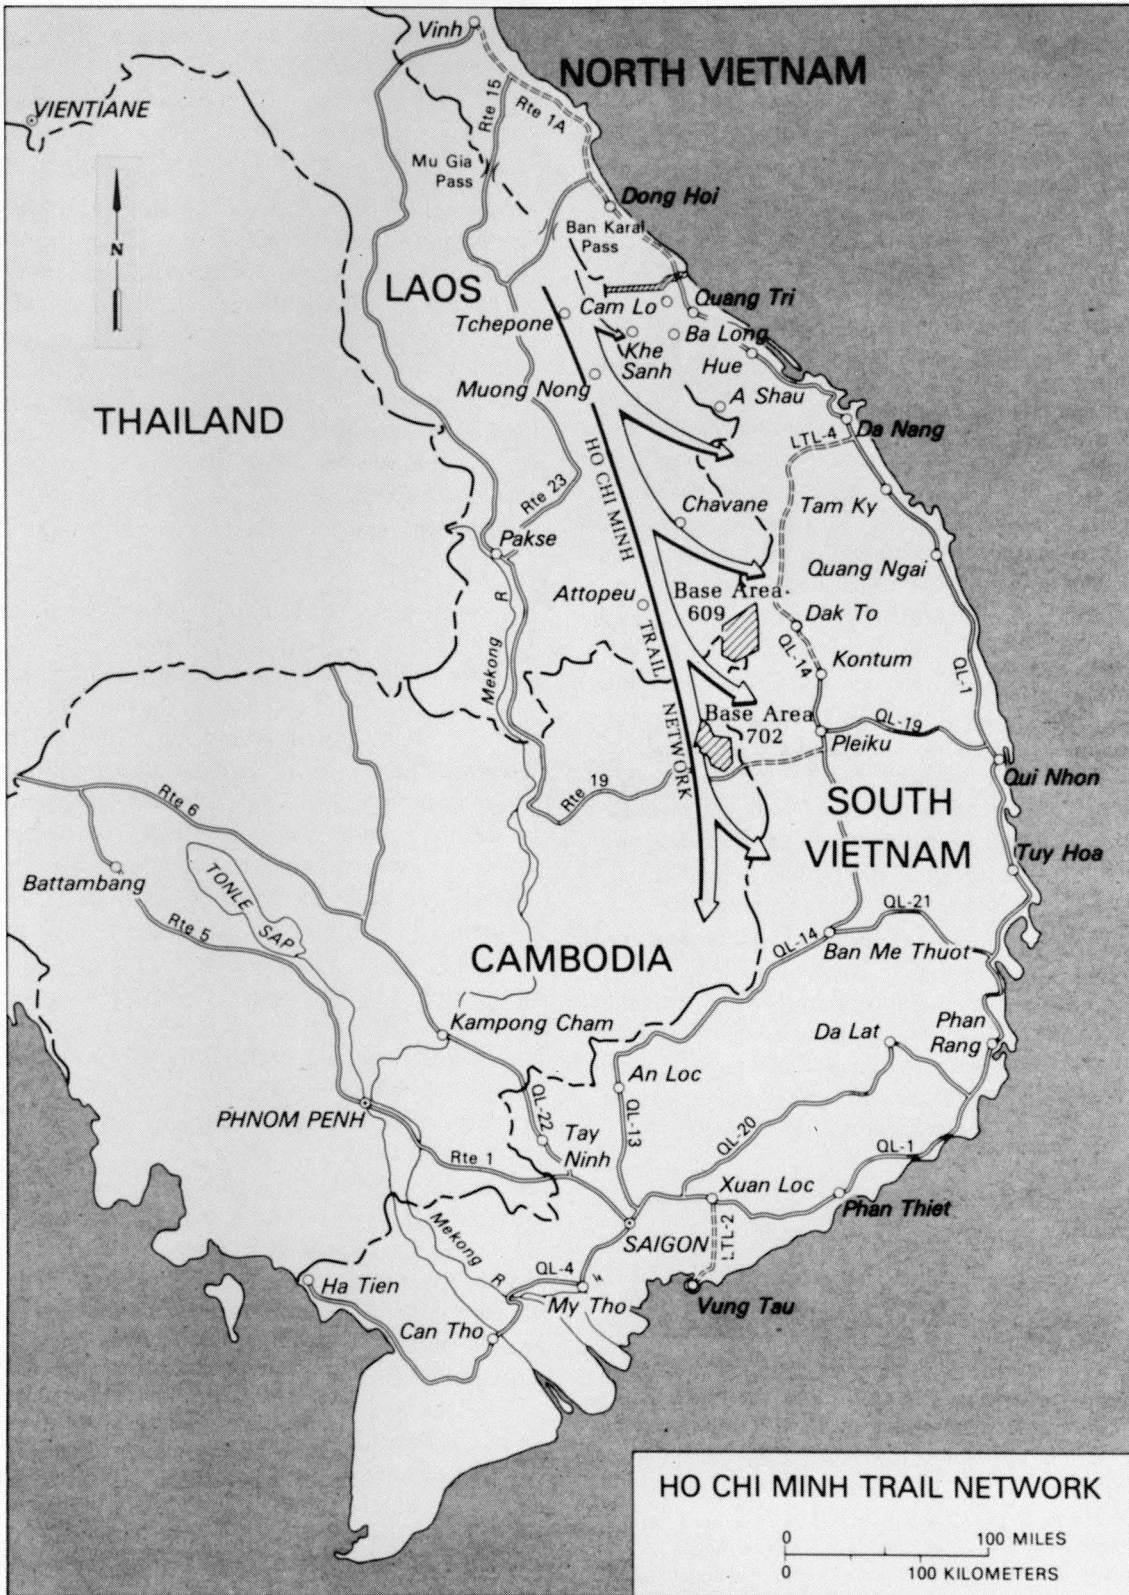 Vinh
NORTH VIETNAM
VIENTIANE
Rte 15
Rte 1A
Mu Gia
Pass
N
Dong Hoi
Ban Karai
Pass
LAOS
Cam Lo
Quang Tri
Tchepone
Ba Long
Khe
Sanh
Hue
Muong Nong
A Shau
THAILAND
Da Nang
LTL-4
HO CHI MINH
TRAIL
NETWORK
Rte 23
Chavane
Tam Ky
Pakse
Quang Ngai
Attopeu
Base Area
609
R
Mekong
Dak To
QL-14
Kontum
QL-1
Base Area
702
QL-19
Pleiku
Qui Nhon
Rte 19
Rte 6
SOUTH
VIETNAM
Tuy Hoa
Battambang
TONLE
SAP
Rte 5
QL-21
QL-14
CAMBODIA
Ban Me Thuot
Kampong Cham
Da Lat
Phan
Rang
An Loc
PHNOM PENH
QL-22
QL-13
Tay
Ninh
QL-20
QL-1
Rte 1
Xuan Loc
Phan Thiet
Mekong
R
SAIGON
LTL-2
QL-4
Ha Tien
My Tho
Vung Tau
Can Tho
HO CHI MINH TRAIL NETWORK
0 100 MILES
0 100 KILOMETERS